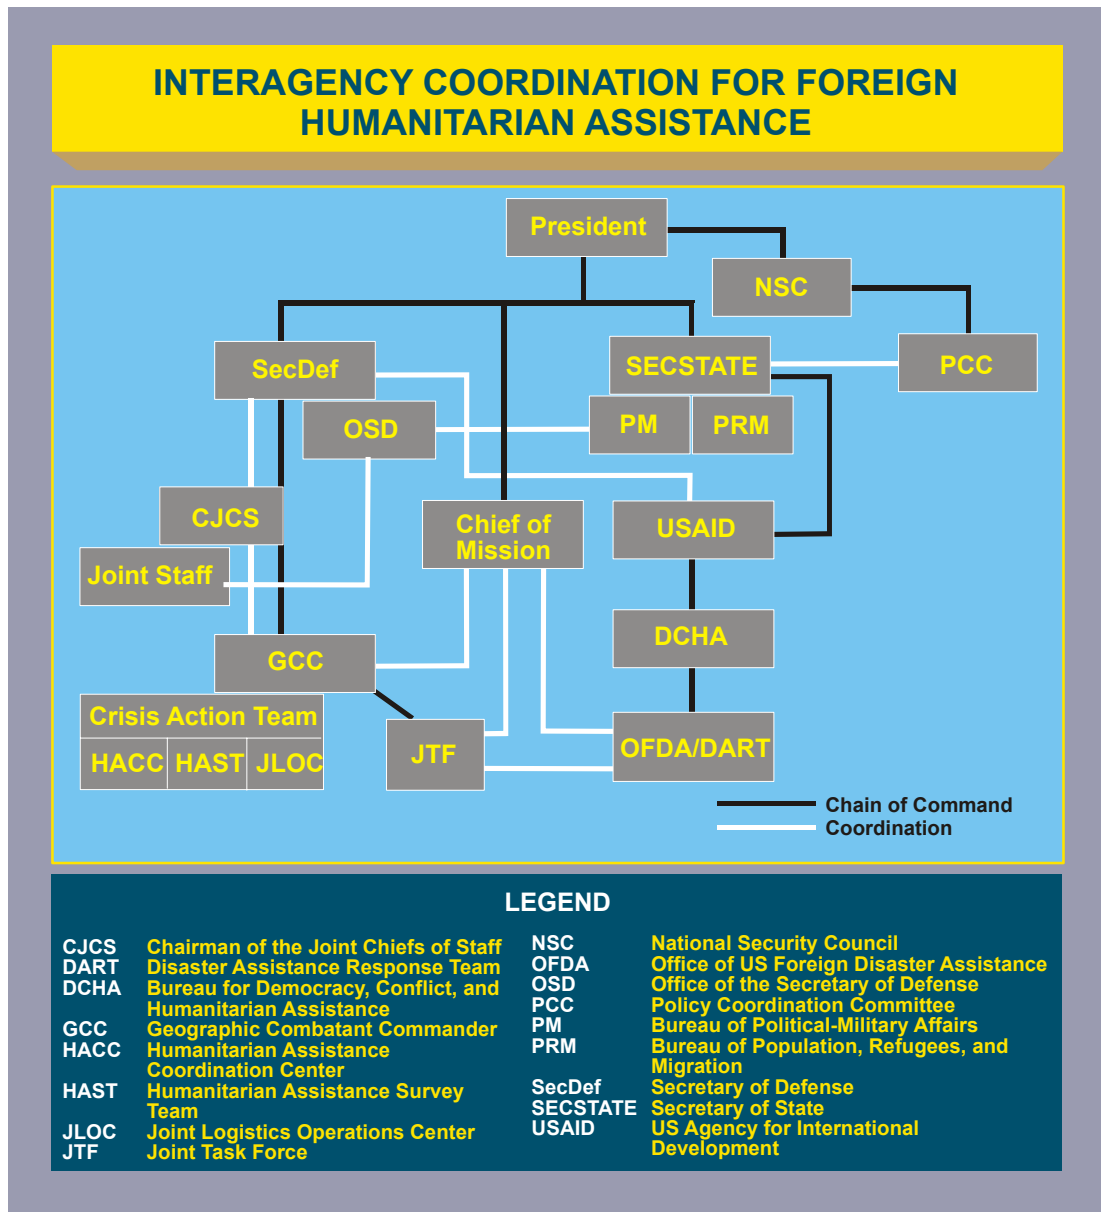 INTERAGENCY COORDINATION FOR FOREIGN
HUMANITARIAN ASSISTANCE
President
NSC
SecDef
SECSTATE
PCC
OSD
PM
PRM
CJCS
Chief of
Mission
USAID
Joint Staff
DCHA
GCC
Crisis Action Team
HACC
HAST
JLOC
JTF
OFDA/DART
Chain of Command
Coordination
LEGEND
CJCS Chairman of the Joint Chiefs of Staff
DART Disaster Assistance Response Team
DCHA Bureau for Democracy, Conflict, and
Humanitarian Assistance
GCC Geographic Combatant Commander
HACC Humanitarian Assistance
Coordination Center
HAST Humanitarian Assistance Survey
Team
JLOC Joint Logistics Operations Center
JTF Joint Task Force
NSC National Security Council
OFDA Office of US Foreign Disaster Assistance
OSD Office of the Secretary of Defense
PCC Policy Coordination Committee
PM Bureau of Political-Military Affairs
PRM Bureau of Population, Refugees, and
Migration
SecDef Secretary of Defense
SECSTATE Secretary of State
USAID US Agency for International
Development